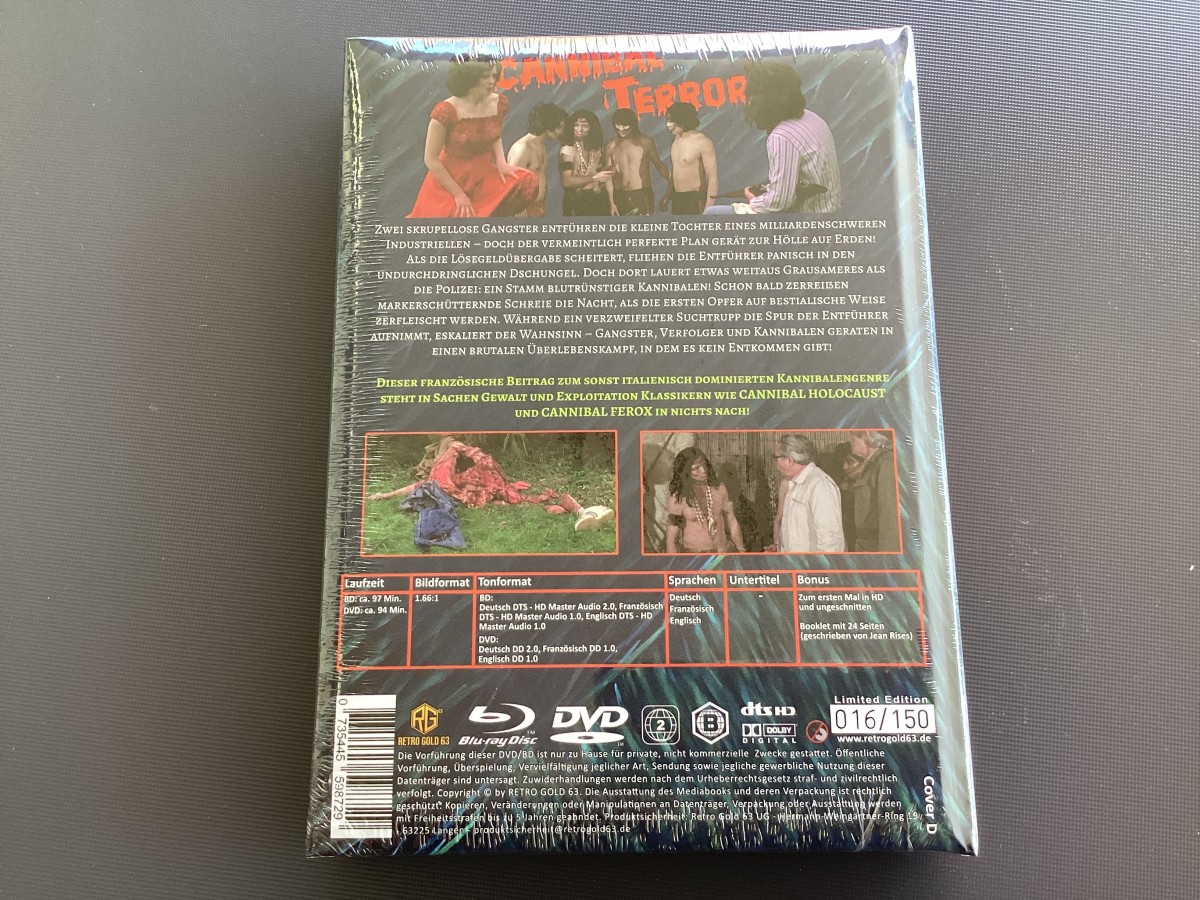 CANNIBAL
TERROR
Zwei skrupellose Gangster entführen die kleine Tochter eines milliardenschweren
Industriellen – doch der vermeintlich perfekte Plan gerät zur Hölle auf Erden!
Als die Lösegeldübergabe scheitert, fliehen die Entführer panisch in den
undurchdringlichen Dschungel. Doch dort lauert etwas weitaus Grausameres als
die Polizei: ein Stamm blutrünstiger Kannibalen! Schon bald zerreißen
markerschütternde Schreie die Nacht, als die ersten Opfer auf bestialische Weise
zerfleischt werden. Während ein verzweifelter Suchtrupp die Spur der Entführer
aufnimmt, eskaliert der Wahnsinn – Gangster, Verfolger und Kannibalen geraten in
einen brutalen Überlebenskampf, in dem es kein Entkommen gibt!
Dieser französische Beitrag zum sonst italienisch dominierten Kannibalengenre
steht in Sachen Gewalt und Exploitation Klassikern wie CANNIBAL HOLOCAUST
und CANNIBAL FEROX in nichts nach!
Laufzeit
BD: ca. 97 Min.
DVD: ca. 94 Min.
Bildformat
1.66:1
Tonformat
BD:
Deutsch DTS - HD Master Audio 2.0, Französisch
DTS - HD Master Audio 1.0, Englisch DTS - HD
Master Audio 1.0
DVD:
Deutsch DD 2.0, Französisch DD 1.0,
Englisch DD 1.0
Sprachen
Deutsch
Französisch
Englisch
Untertitel
-
Bonus
Zum ersten Mal in HD
und ungeschnitten
Booklet mit 24 Seiten
(geschrieben von Jean Rises)
0 735445 598729
RG
RETRO GOLD 63
Blu-ray Disc
DVD
2
B
dts HD
DOLBY
DIGITAL
Limited Edition
016/150
www.retrogold63.de
Die Vorführung dieser DVD/BD ist nur zu Hause für private, nicht kommerzielle Zwecke gestattet. Öffentliche
Vorführung, Überspielung, Vervielfältigung jeglicher Art, Sendung sowie jegliche gewerbliche Nutzung dieser
Datenträger sind untersagt. Zuwiderhandlungen werden nach dem Urheberrechtsgesetz straf- und zivilrechtlich
verfolgt. Copyright © by RETRO GOLD 63. Die Ausstattung des Mediabooks und deren Verpackung ist rechtlich
geschützt. Kopieren, Veränderungen oder Manipulationen an Datenträger, Verpackung oder Ausstattung werden
mit Freiheitsstrafen bis zu 5 Jahren geahndet. Produktsicherheit: Retro Gold 63 UG - Hermann-Weingärtner-Ring 19
63225 Langen - produktsicherheit@retrogold63.de
Cover D